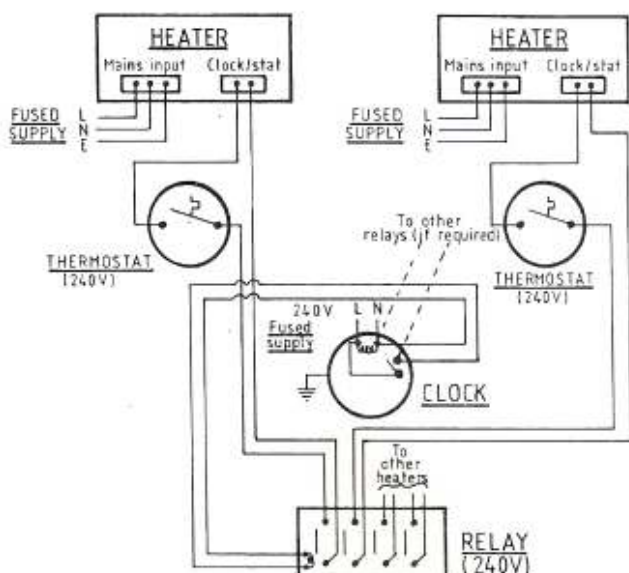 HEATER
Mains input Clock/stat
FUSED SUPPLY
L
N
E
THERMOSTAT
(240V)
HEATER
Mains input Clock/stat
FUSED SUPPLY
L
N
E
THERMOSTAT
(240V)
To other
relays (if required)
240V L N
Fused
supply
CLOCK
To
other
heaters
RELAY
(240V)